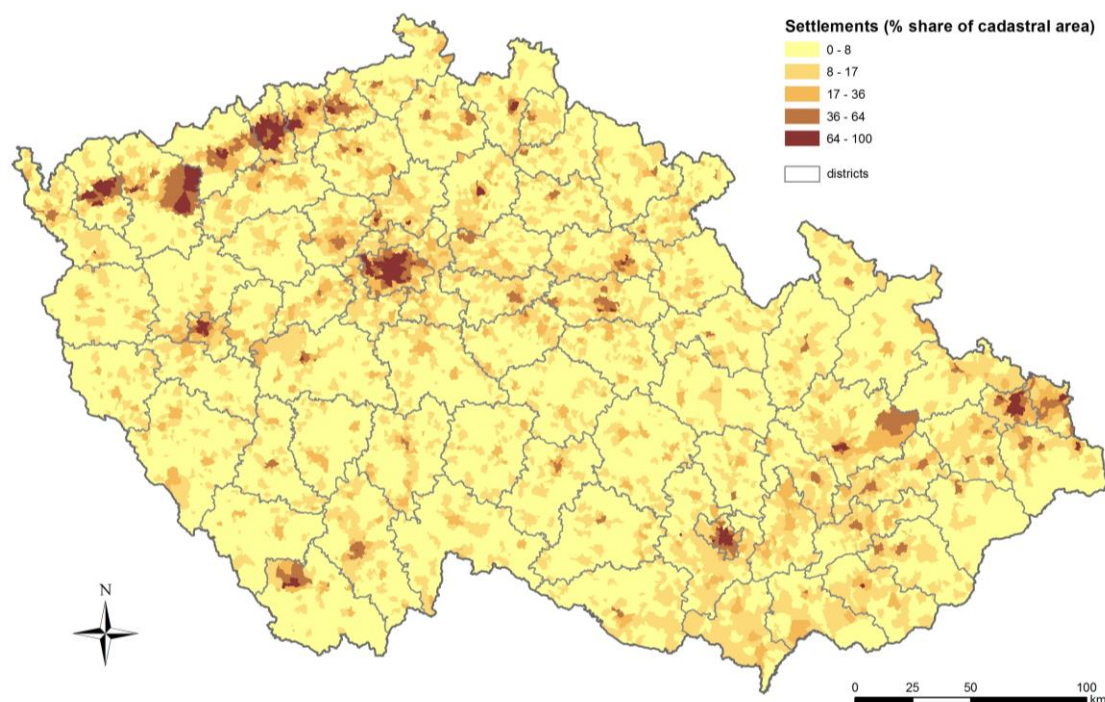 Settlements (% share of cadastral area)
0 - 8
8 - 17
17 - 36
36 - 64
64 - 100
districts
N
0 25 50 100
km